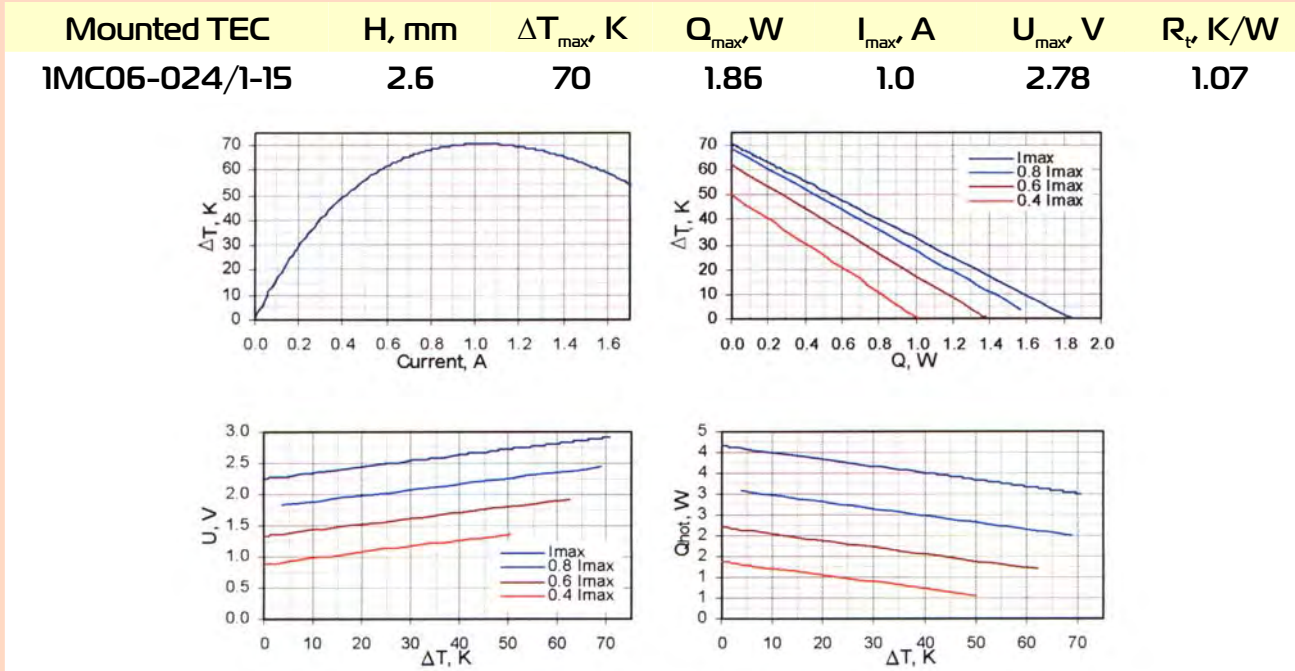 Mounted TEC H, mm ΔTmax, K Qmax, W Imax, A Umax, V Rt, K/W
1MC06-024/1-15 2.6 70 1.86 1.0 2.78 1.07
70
60
50
40
30
20
10
0
ΔT, K
0.0 0.2 0.4 0.6 0.8 1.0 1.2 1.4 1.6
Current, A
70
60
50
40
30
20
10
0
ΔT, K
Imax
0.8 Imax
0.6 Imax
0.4 Imax
0.0 0.2 0.4 0.6 0.8 1.0 1.2 1.4 1.6 1.8 2.0
Q, W
3.0
2.5
2.0
1.5
1.0
0.5
0.0
U, V
Imax
0.8 Imax
0.6 Imax
0.4 Imax
0 10 20 30 40 50 60 70
ΔT, K
5
4
4
3
3
2
2
1
1
0
Qhot, W
0 10 20 30 40 50 60 70
ΔT, K